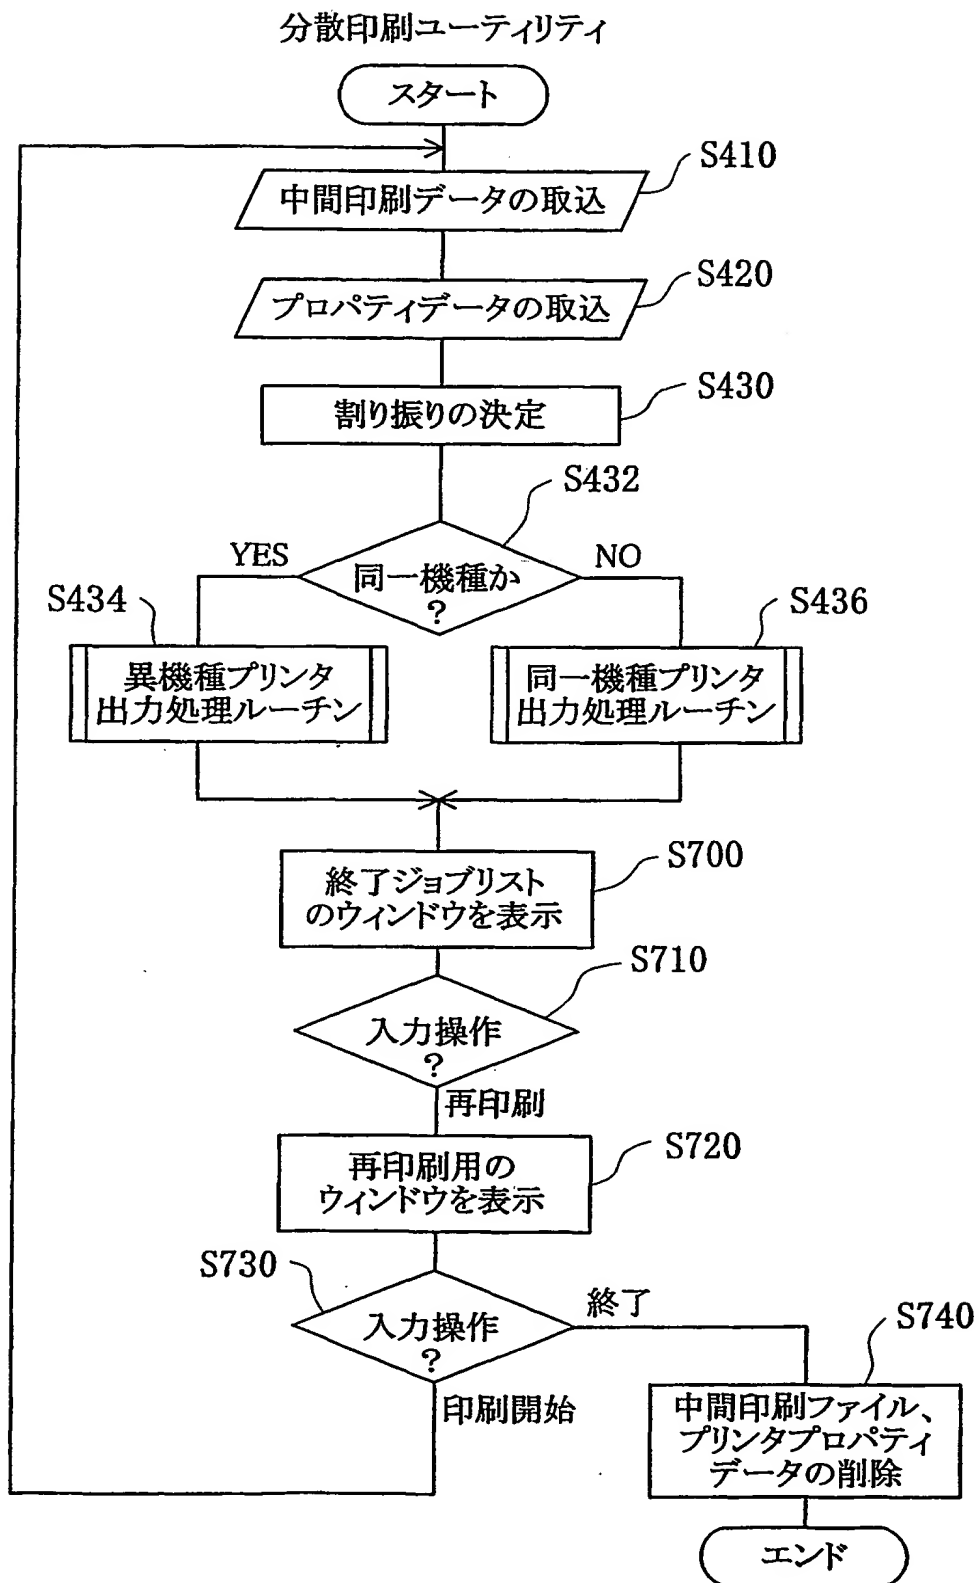 分散印刷ユーティリティ
スタート
S410
中間印刷データの取込
S420
プロパティデータの取込
S430
割り振りの決定
S432
YES
NO
同一機種か
?
S434
S436
異機種プリンタ
出力処理ルーチン
同一機種プリンタ
出力処理ルーチン
S700
終了ジョブリスト
のウィンドウを表示
S710
入力操作
?
再印刷
S720
再印刷用の
ウィンドウを表示
S730
入力操作
?
終了
S740
印刷開始
中間印刷ファイル、
プリンタプロパティ
データの削除
エンド